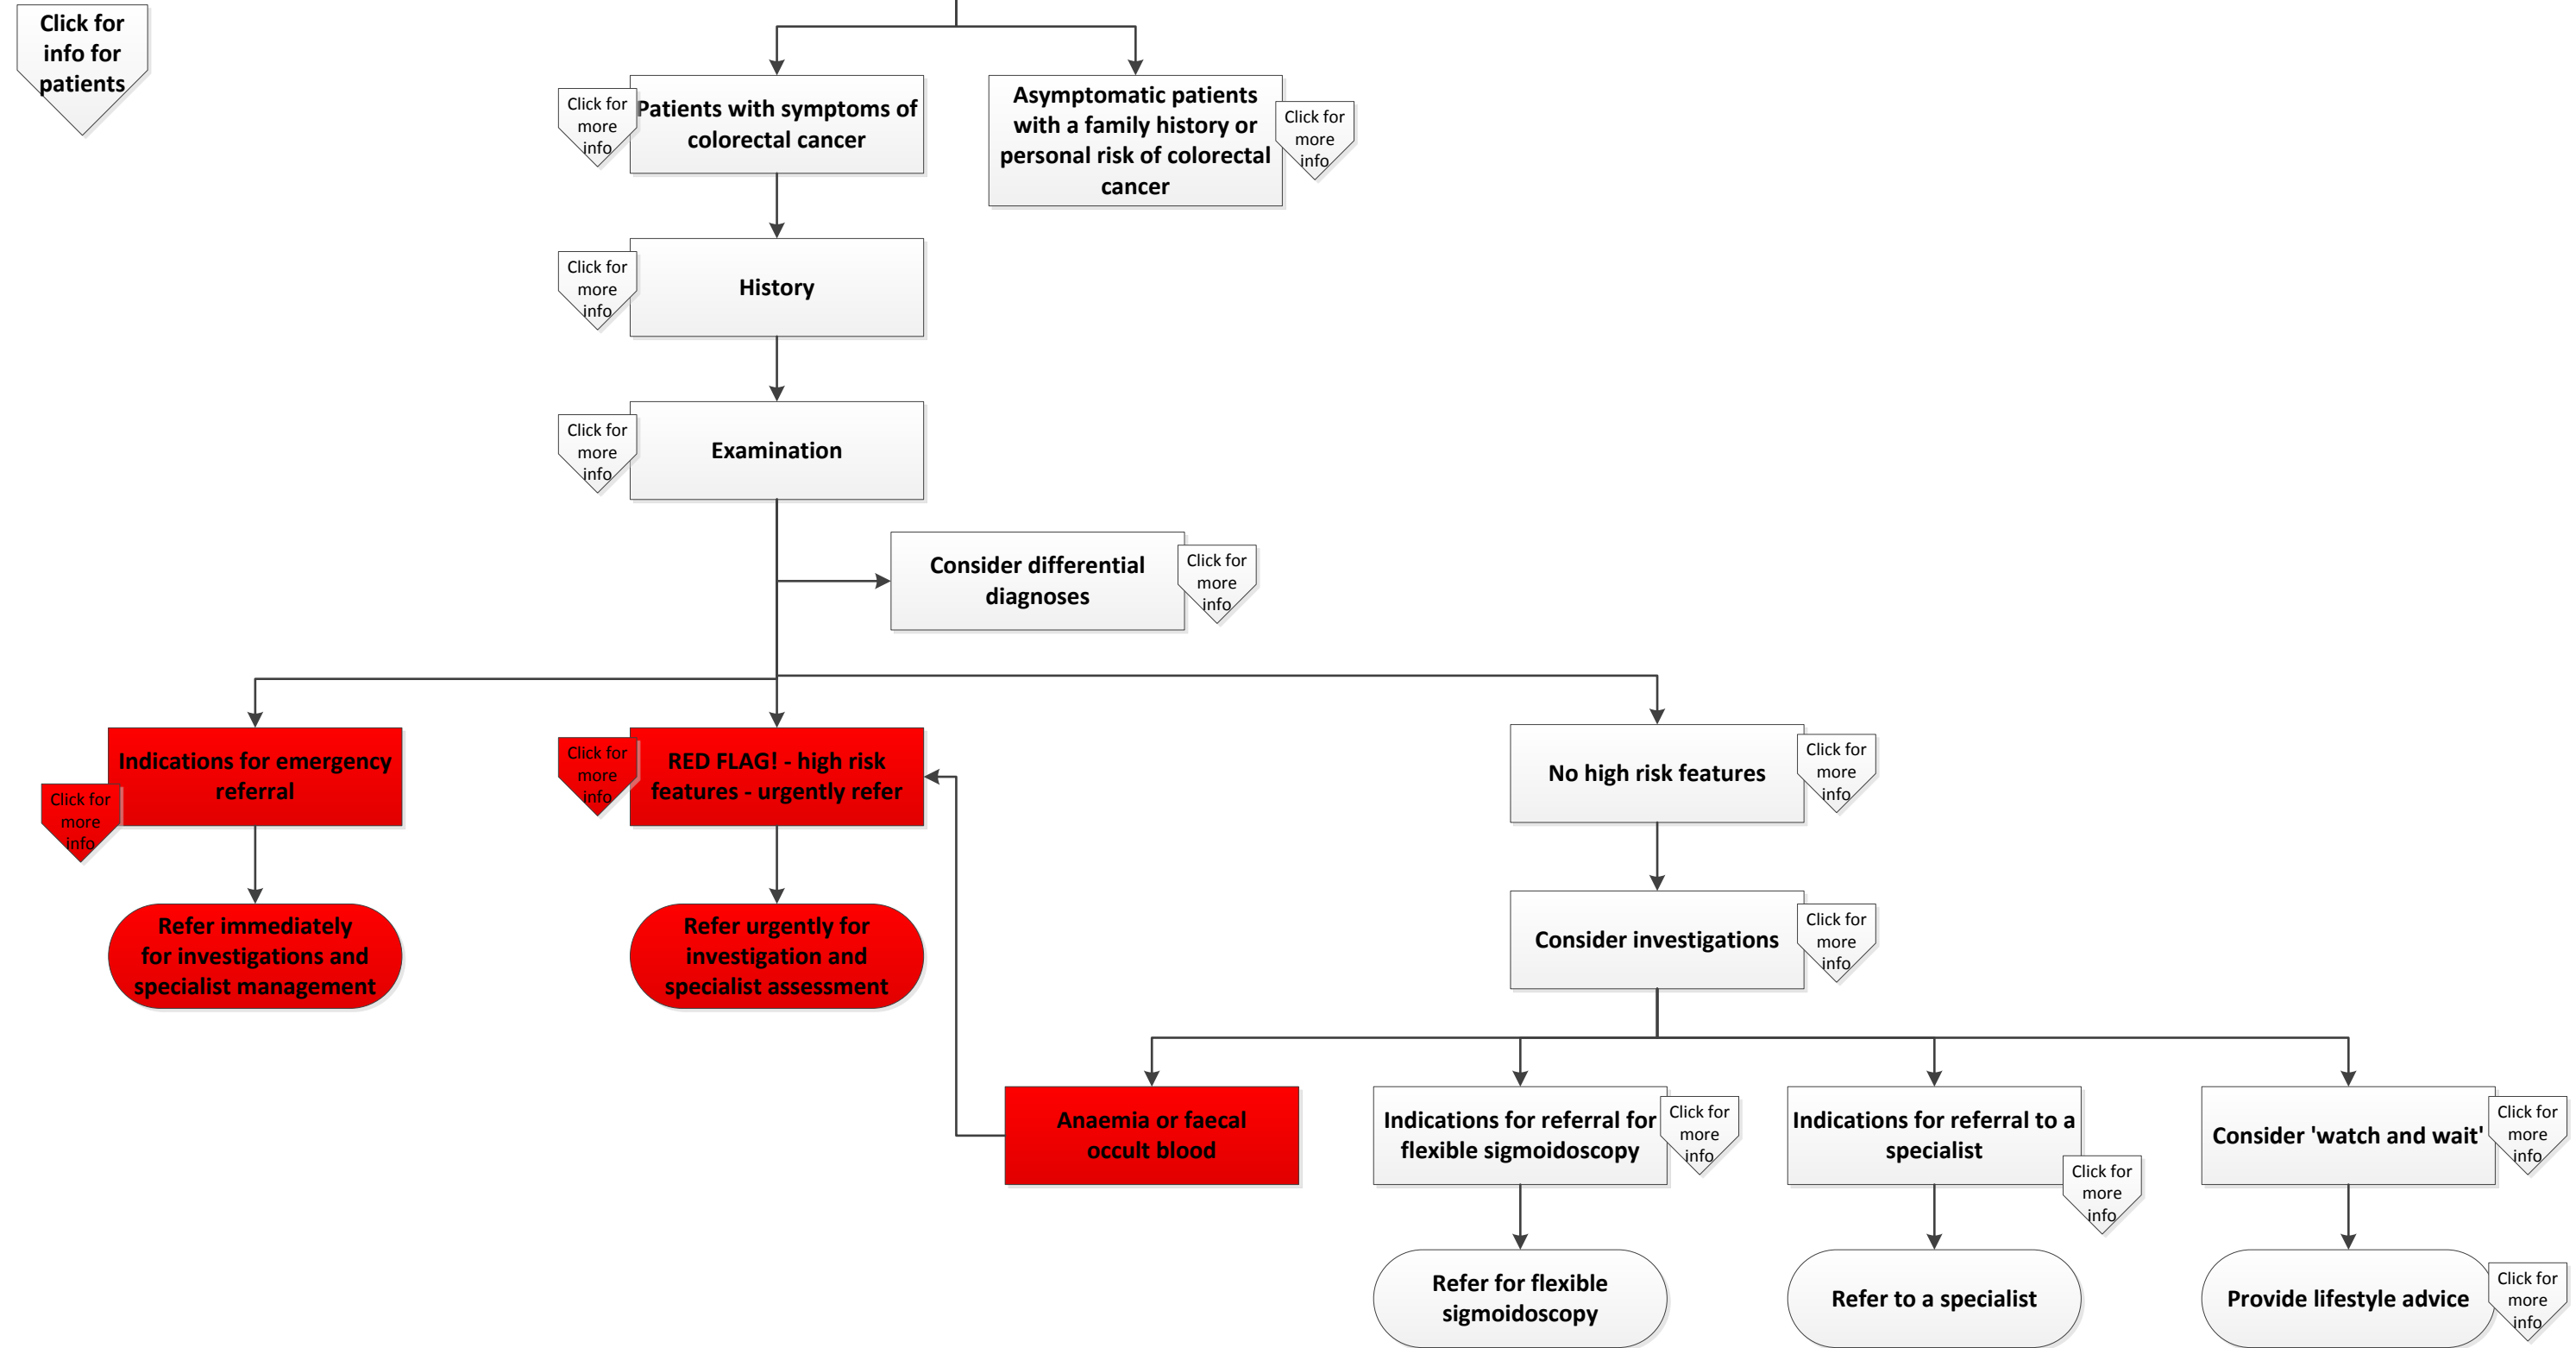 Click for
info for
patients
Click for
more
info
Patients with symptoms of
colorectal cancer
Asymptomatic patients
with a family history or
personal risk of colorectal
cancer
Click for
more
info
Click for
more
info
History
Click for
more
info
Examination
Consider differential
diagnoses
Click for
more
info
Indications for emergency
referral
Click for
more
info
Click for
more
info
RED FLAG! - high risk
features - urgently refer
No high risk features
Click for
more
info
Refer immediately
for investigations and
specialist management
Refer urgently for
investigation and
specialist assessment
Consider investigations
Click for
more
info
Anaemia or faecal
occult blood
Indications for referral for
flexible sigmoidoscopy
Click for
more
info
Indications for referral to a
specialist
Click for
more
info
Consider 'watch and wait'
Click for
more
info
Refer for flexible
sigmoidoscopy
Refer to a specialist
Provide lifestyle advice
Click for
more
info